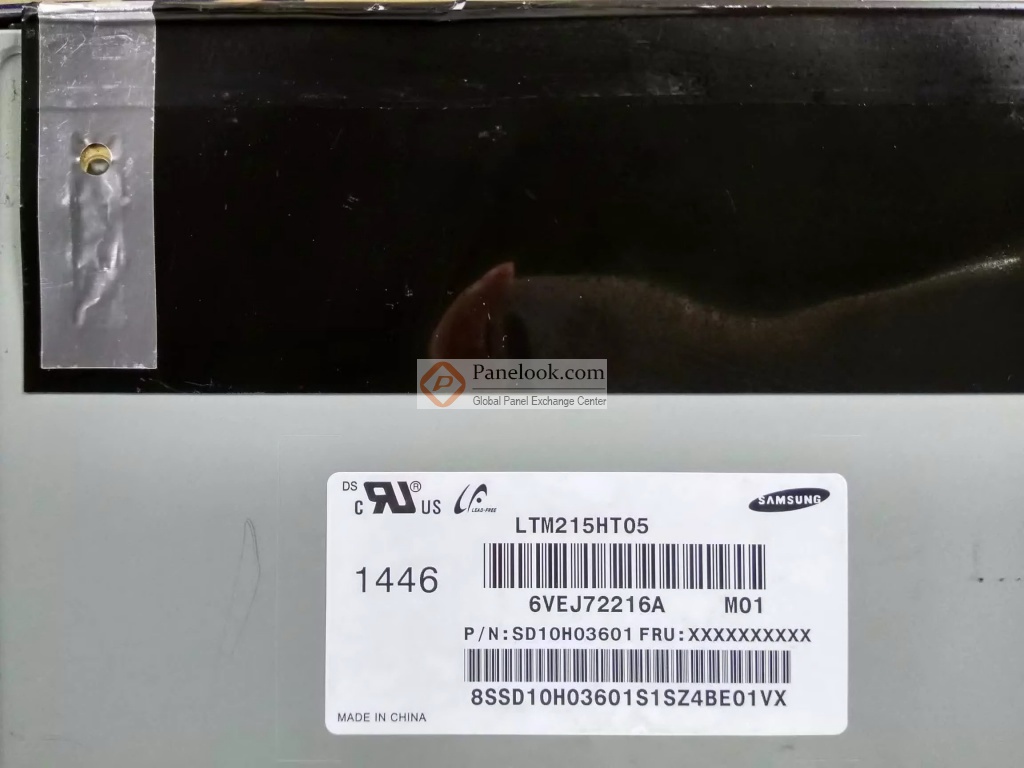 Panelook.com
Global Panel Exchange Center
DS
c RU ® US LEAD-FREE
SAMSUNG
LTM215HT05
1446
6VEJ72216A M01
P/N:SD10H03601 FRU:XXXXXXXXXX
8SSD10H03601S1SZ4BE01VX
MADE IN CHINA